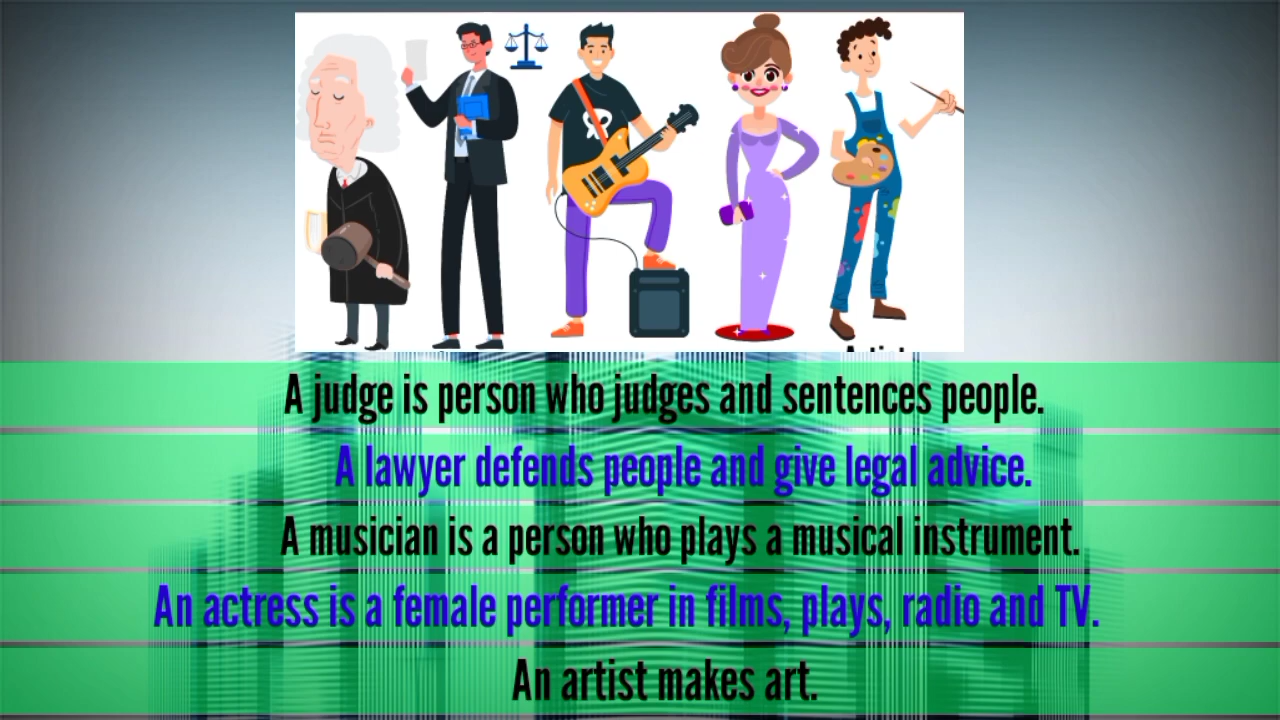 A judge is person who judges and sentences people.
A lawyer defends people and give legal advice.
A musician is a person who plays a musical instrument.
An actress is a female performer in films, plays, radio and TV.
An artist makes art.